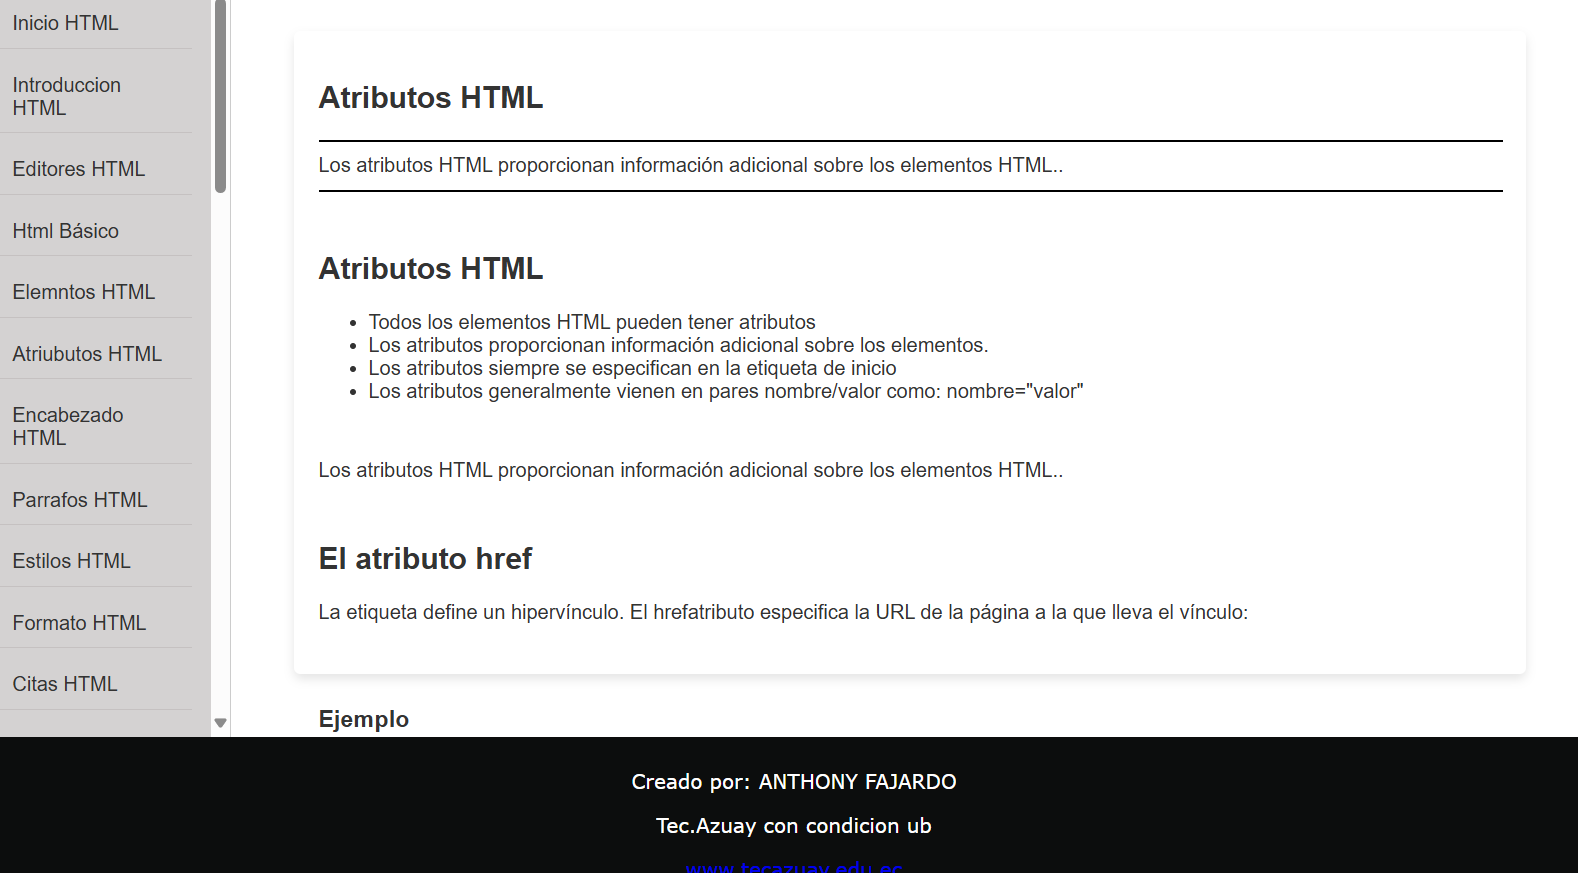 Inicio HTML
Introduccion
HTML
Editores HTML
Html Básico
Elemntos HTML
Atriubutos HTML
Encabezado
HTML
Parrafos HTML
Estilos HTML
Formato HTML
Citas HTML
Atributos HTML
Los atributos HTML proporcionan información adicional sobre los elementos HTML..
Atributos HTML
Todos los elementos HTML pueden tener atributos
Los atributos proporcionan información adicional sobre los elementos.
Los atributos siempre se especifican en la etiqueta de inicio
Los atributos generalmente vienen en pares nombre/valor como: nombre="valor"
Los atributos HTML proporcionan información adicional sobre los elementos HTML..
El atributo href
La etiqueta define un hipervínculo. El hrefatributo especifica la URL de la página a la que lleva el vínculo:
Ejemplo
Creado por: ANTHONY FAJARDO
Tec.Azuay con condicion ub
www.tecazuay.edu.ec